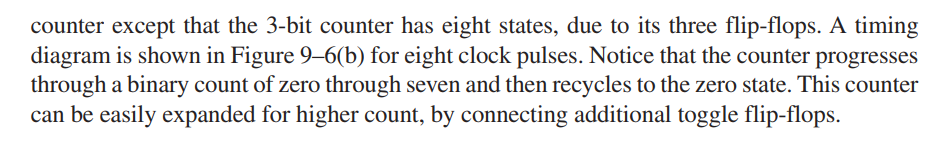 counter except that the 3-bit counter has eight states, due to its three flip-flops. A timing
diagram is shown in Figure 9–6(b) for eight clock pulses. Notice that the counter progresses
through a binary count of zero through seven and then recycles to the zero state. This counter
can be easily expanded for higher count, by connecting additional toggle flip-flops.